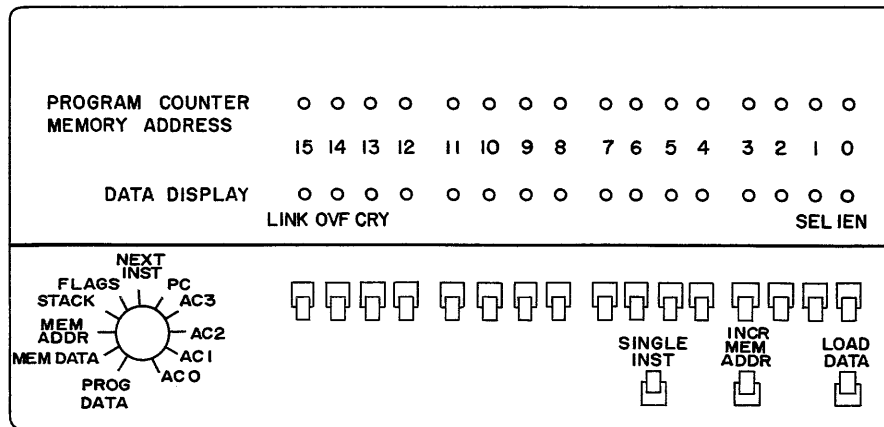 PROGRAM COUNTER
MEMORY ADDRESS
15 14 13 12 11 10 9 8 7 6 5 4 3 2 1 0
DATA DISPLAY
LINK OVF CRY SEL IEN
NEXT
INST
FLAGS
STACK
MEM
ADDR
MEM DATA
PROG
DATA
PC
AC3
AC2
AC1
AC0
SINGLE
INST
INCR
MEM
ADDR
LOAD
DATA